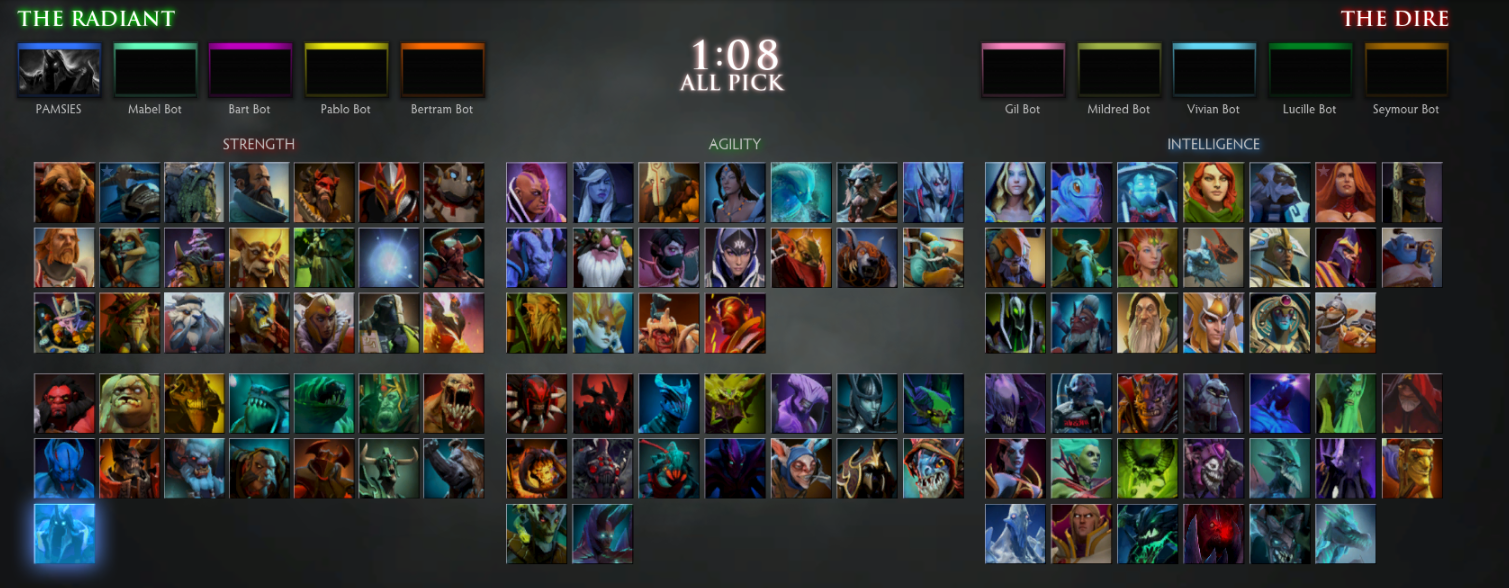 THE RADIANT
THE DIRE
1:08
ALL PICK
PAMSIES
Mabel Bot
Bart Bot
Pablo Bot
Bertram Bot
Gil Bot
Mildred Bot
Vivian Bot
Lucille Bot
Seymour Bot
STRENGTH
AGILITY
INTELLIGENCE